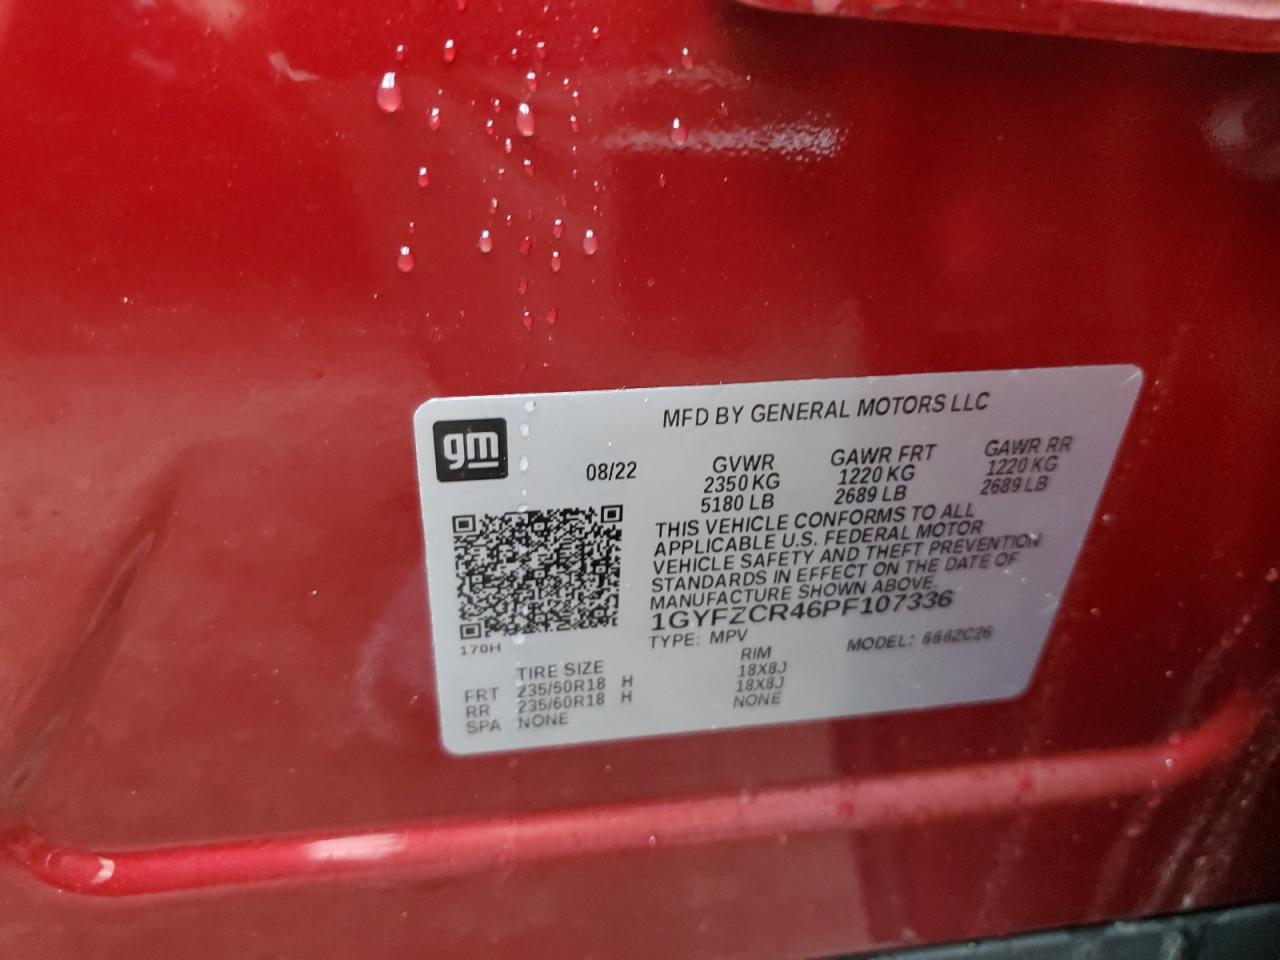 gm
MFD BY GENERAL MOTORS LLC
08/22
GVWR GAWR FRT GAWR RR
2350 KG 1220 KG 1220 KG
5180 LB 2689 LB 2689 LB
THIS VEHICLE CONFORMS TO ALL
APPLICABLE U.S. FEDERAL MOTOR
VEHICLE SAFETY AND THEFT PREVENTION
STANDARDS IN EFFECT ON THE DATE OF
MANUFACTURE SHOWN ABOVE.
1GYFZCR46PF107336
TYPE: MPV MODEL:
170H
TIRE SIZE RIM
FRT 235/60R18 H 18X8J
RR 235/60R18 H 18X8J
SPA NONE NONE